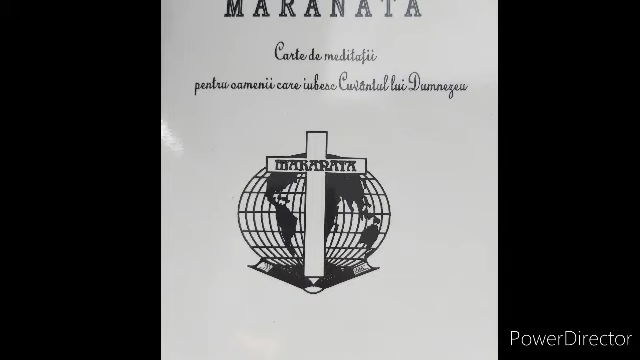 MARANATA
Carte de meditații
pentru oamenii care iubesc Cuvântul lui Dumnezeu
MARANATA
PowerDirector